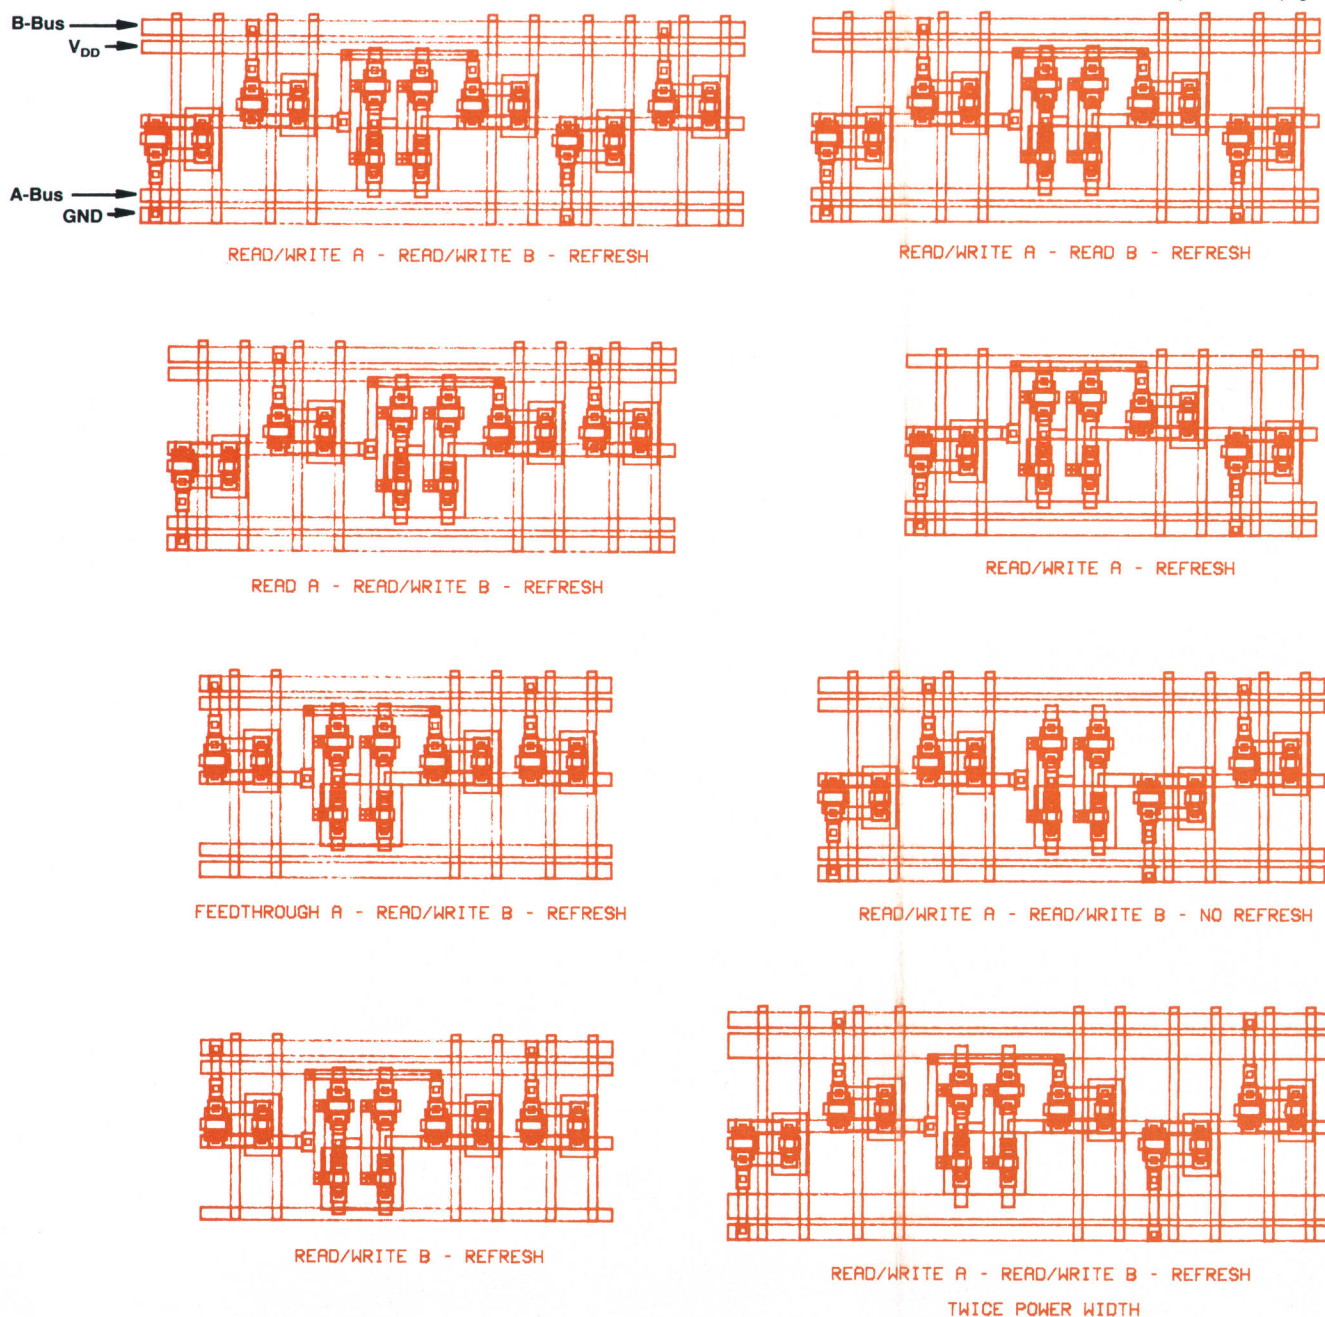 B-Bus
VDD
A-Bus
GND
READ/WRITE A - READ/WRITE B - REFRESH
READ/WRITE A - READ B - REFRESH
READ A - READ/WRITE B - REFRESH
READ/WRITE A - REFRESH
FEEDTHROUGH A - READ/WRITE B - REFRESH
READ/WRITE A - READ/WRITE B - NO REFRESH
READ/WRITE B - REFRESH
READ/WRITE A - READ/WRITE B - REFRESH
TWICE POWER WIDTH